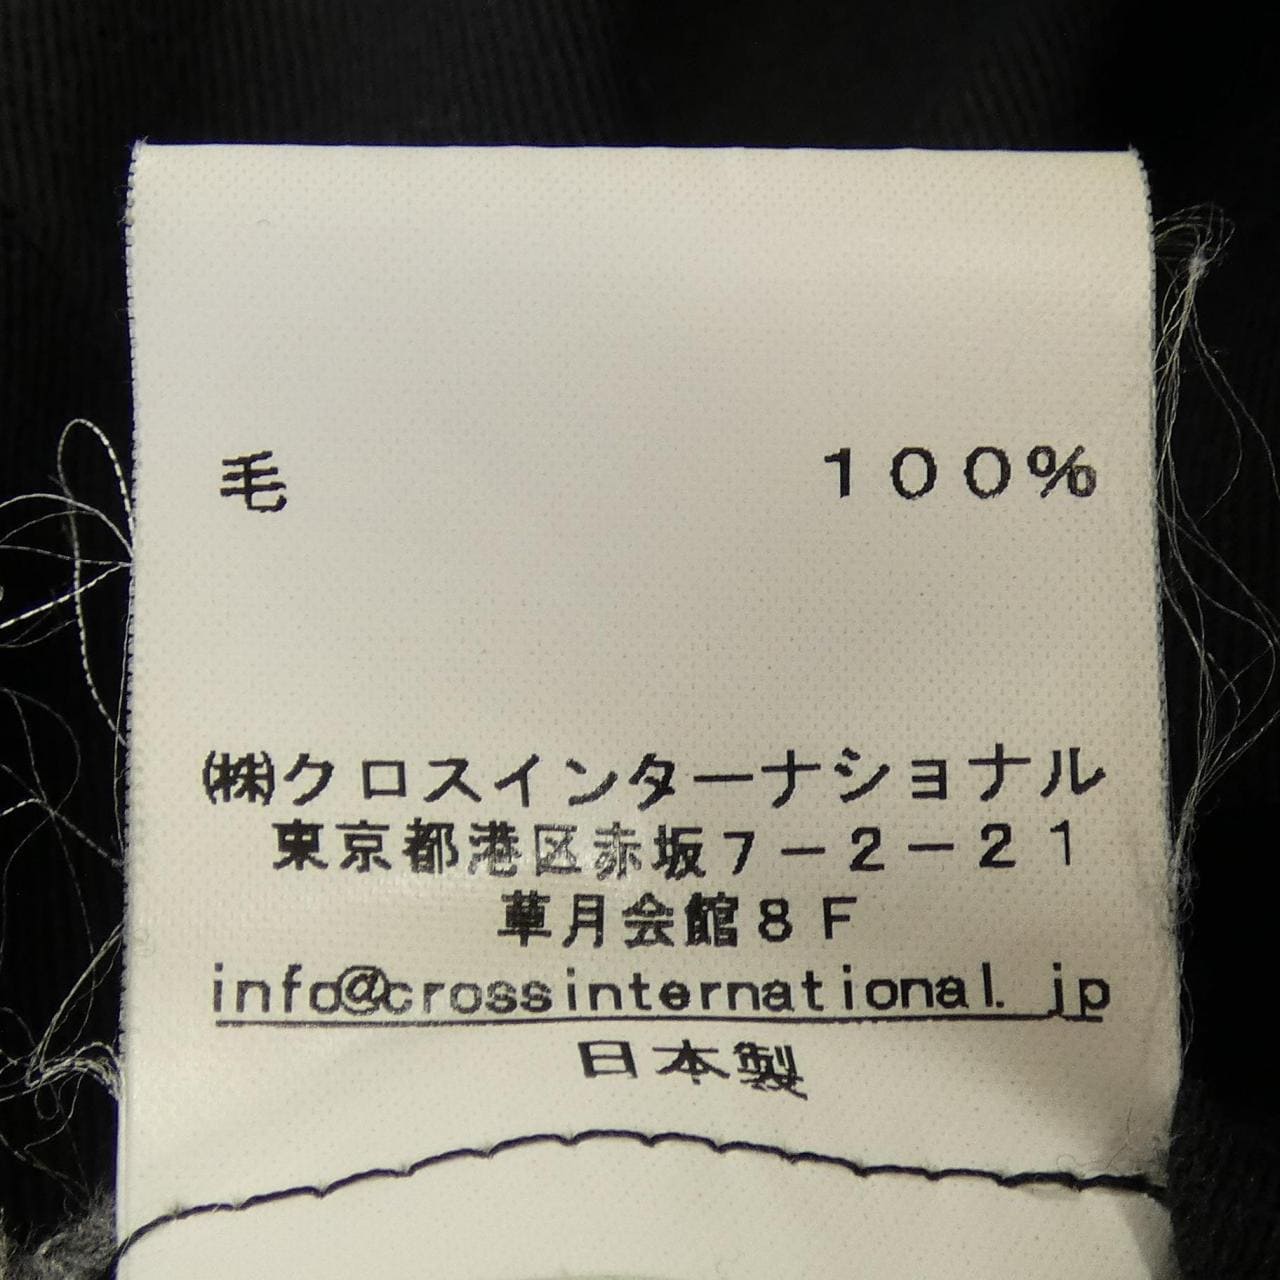 毛 100%
㈱クロスインターナショナル
東京都港区赤坂7-2-21
草月会館8F
info@crossinternational.jp
日本製